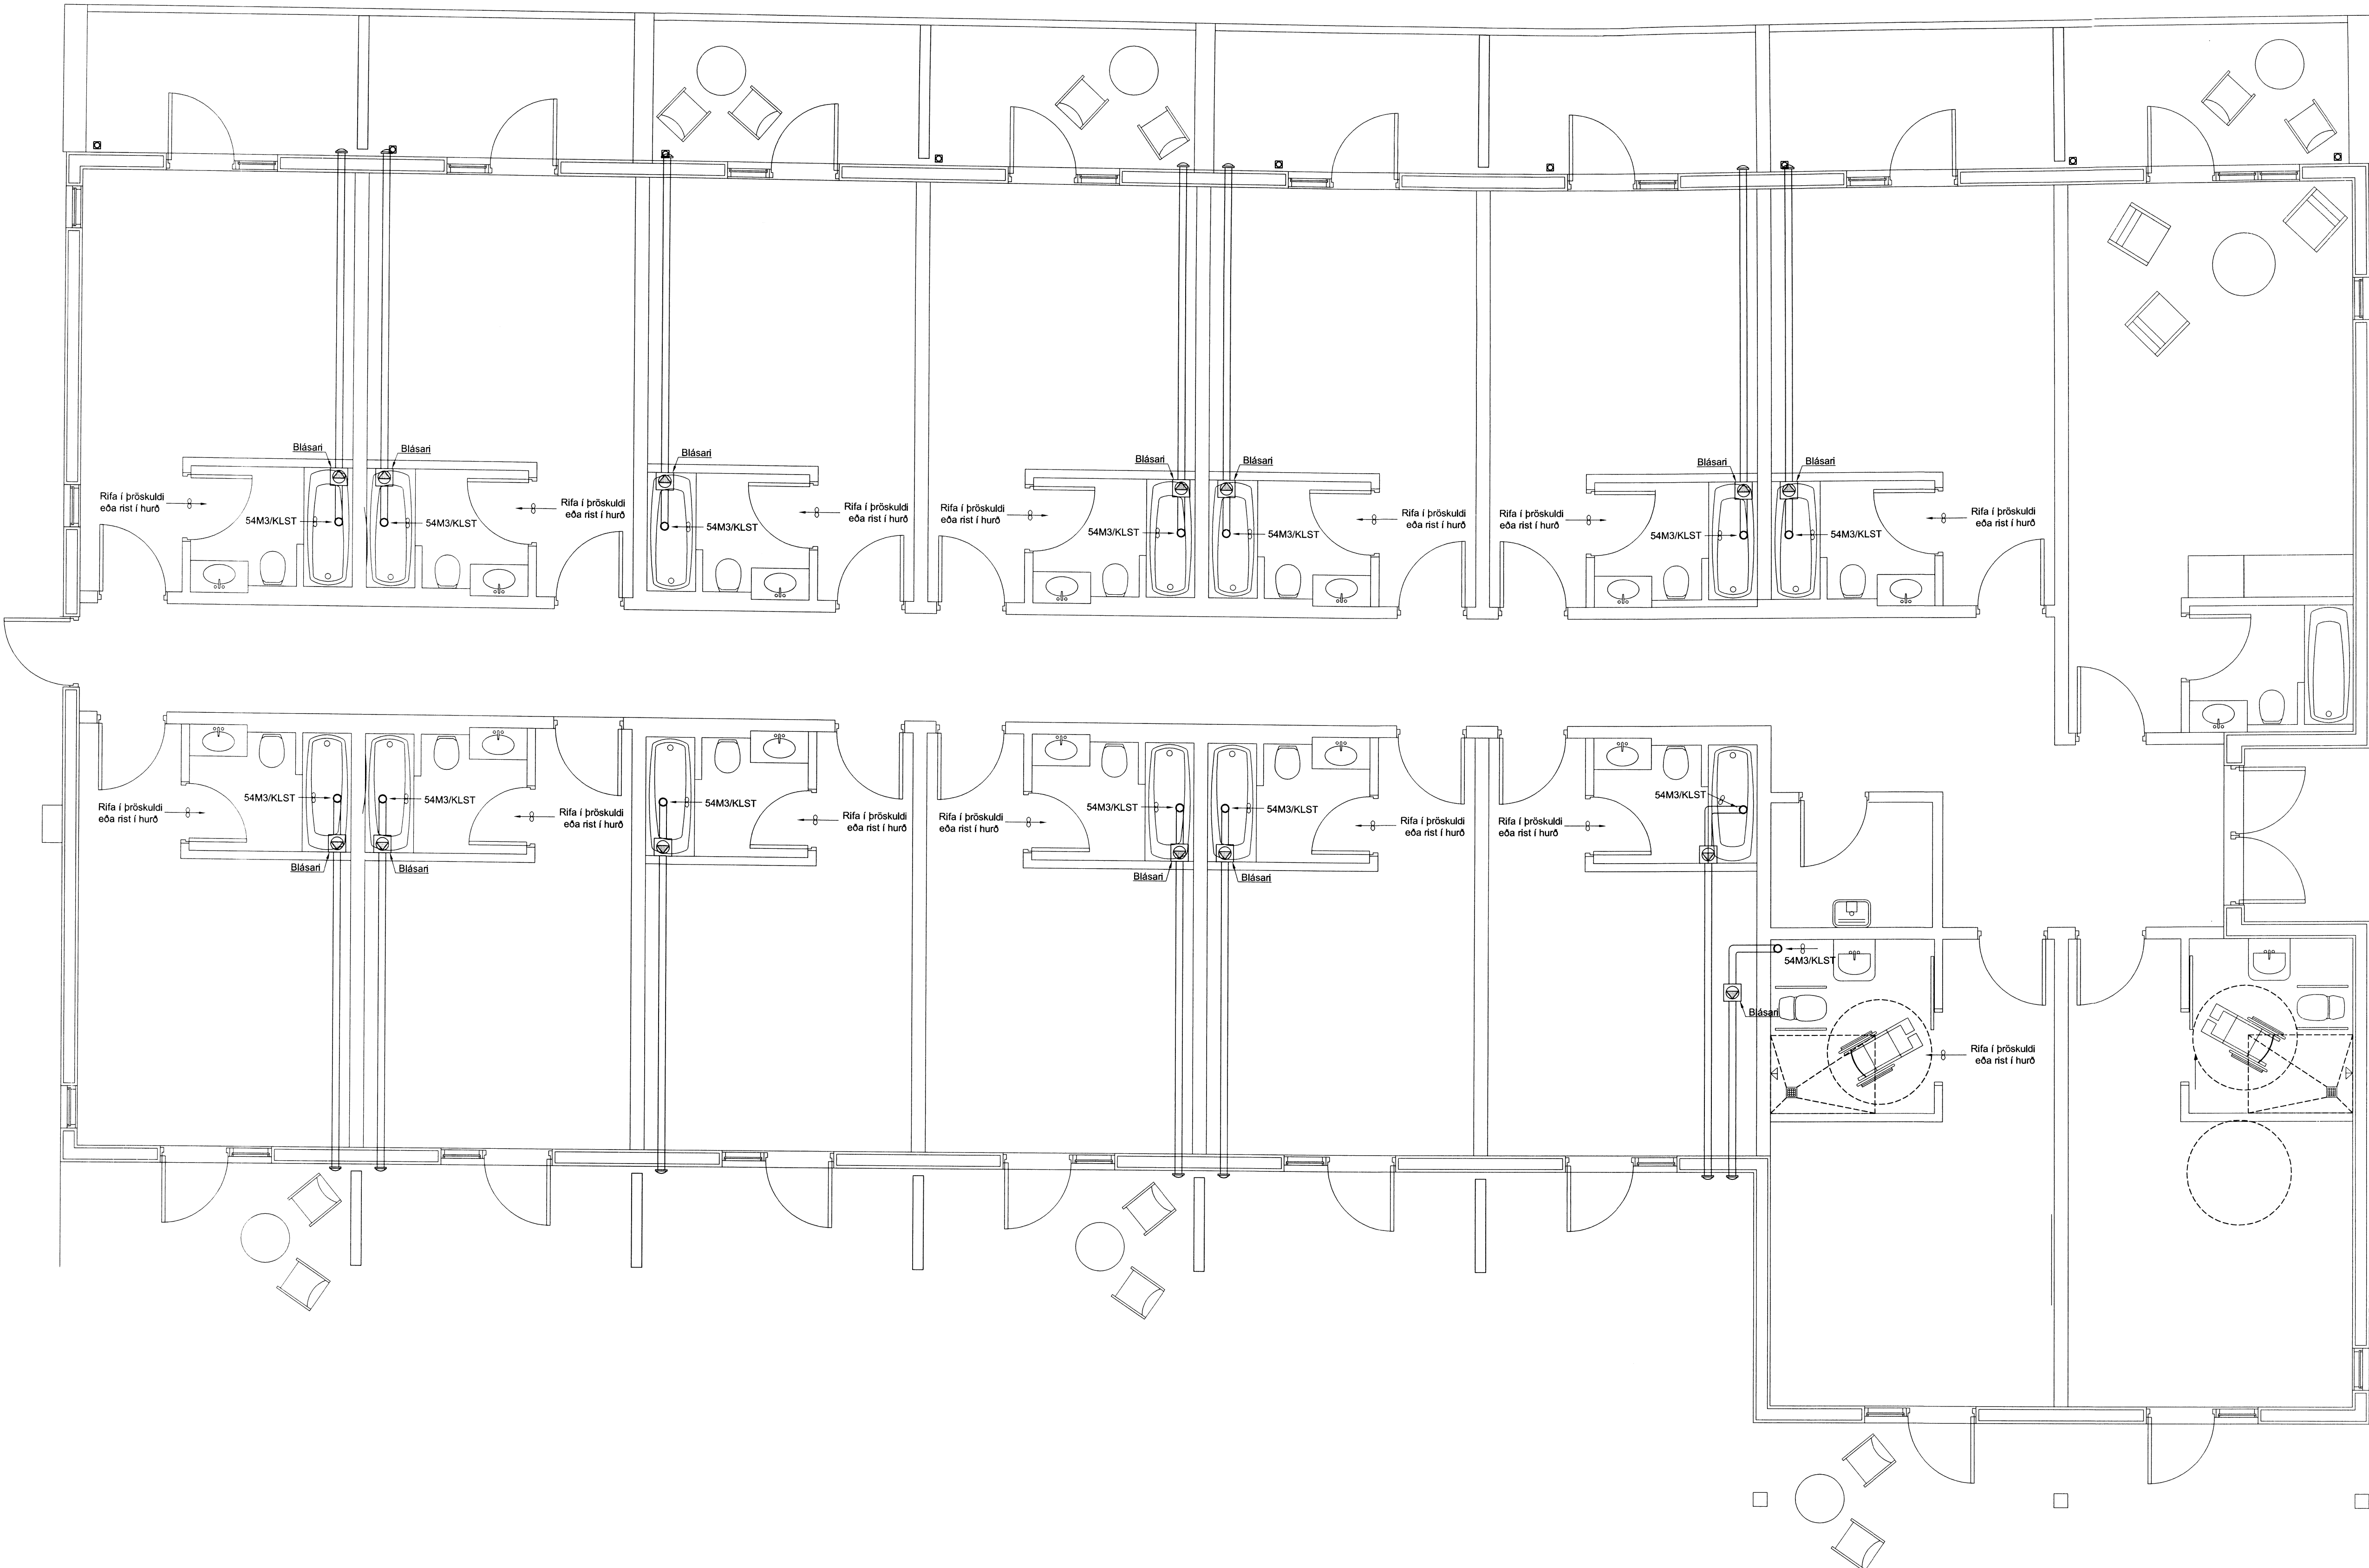 Blásari
Blásari
Blásari
Blásari
Blásari
Blásari
Blásari
Rifa í þröskuldi
eða rist í hurð
54M3/KLST
54M3/KLST
Rifa í þröskuldi
eða rist í hurð
54M3/KLST
Rifa í þröskuldi
eða rist í hurð
Rifa í þröskuldi
eða rist í hurð
54M3/KLST
54M3/KLST
Rifa í þröskuldi
eða rist í hurð
Rifa í þröskuldi
eða rist í hurð
54M3/KLST
54M3/KLST
Rifa í þröskuldi
eða rist í hurð
Rifa í þröskuldi
eða rist í hurð
54M3/KLST
54M3/KLST
Rifa í þröskuldi
eða rist í hurð
54M3/KLST
Rifa í þröskuldi
eða rist í hurð
Rifa í þröskuldi
eða rist í hurð
54M3/KLST
54M3/KLST
Rifa í þröskuldi
eða rist í hurð
Rifa í þröskuldi
eða rist í hurð
54M3/KLST
Blásari
Blásari
Blásari
Blásari
54M3/KLST
Blásari
Rifa í þröskuldi
eða rist í hurð